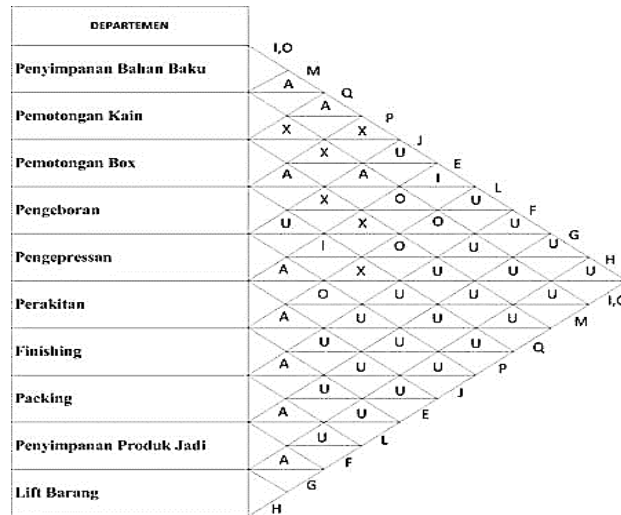 DEPARTEMEN
I,O
Penyimpanan Bahan Baku M
A Q
A
Pemotongan Kain P
X X J
X U
Pemotongan Box E
A A I L
X O U
Pengeboran F
U X O U G
I O U U
Pengepressan H
A X U U U
O U U U
Perakitan I,O
A U U U M
U U U
Finishing Q
A U U P
U U
Packing J
A U E
U
Penyimpanan Produk Jadi L
A F
G
Lift Barang
H